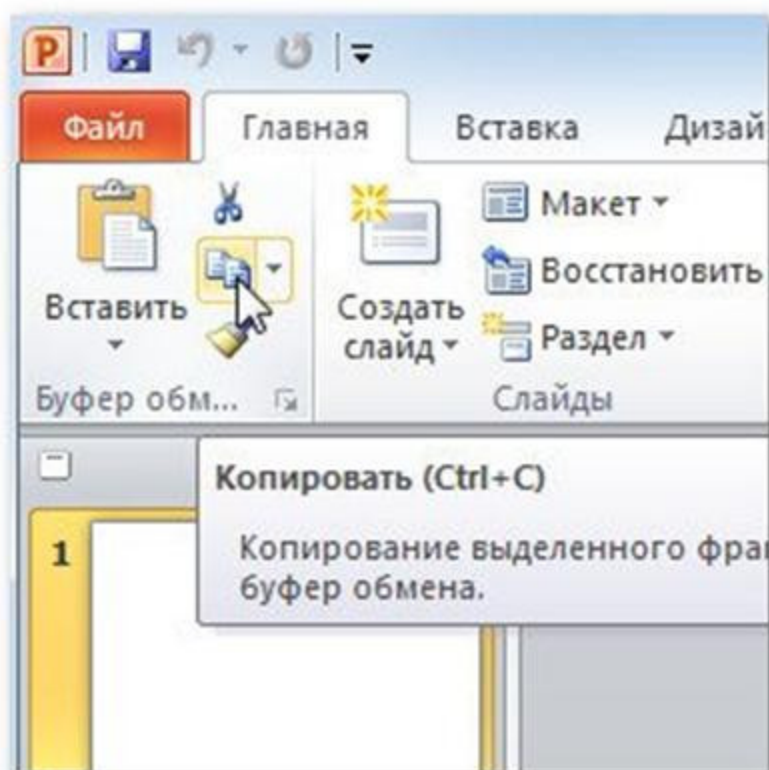 P
Файл Главная Вставка Дизай
Вставить
Создать
слайд
Макет
Восстановить
Раздел
Буфер обм... Слайды
Копировать (Ctrl+C)
Копирование выделенного фраг
буфер обмена.
1